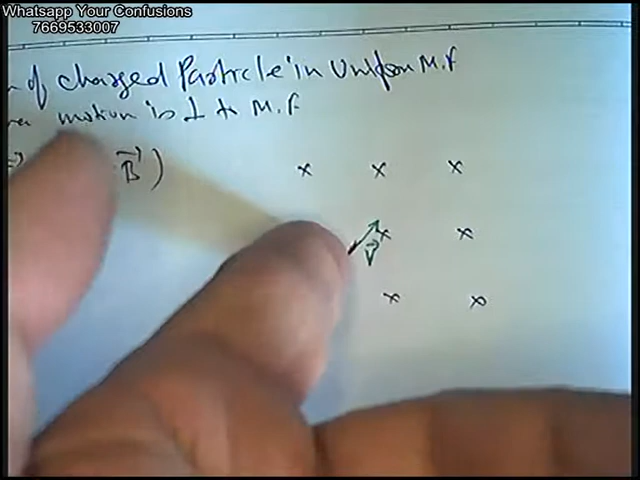 Whatsapp Your Confusions
7669533007
of charged Particle in Uniform M.f
motion is ⊥ to M.f
B⃗)
x x x
x x
v⃗
x x